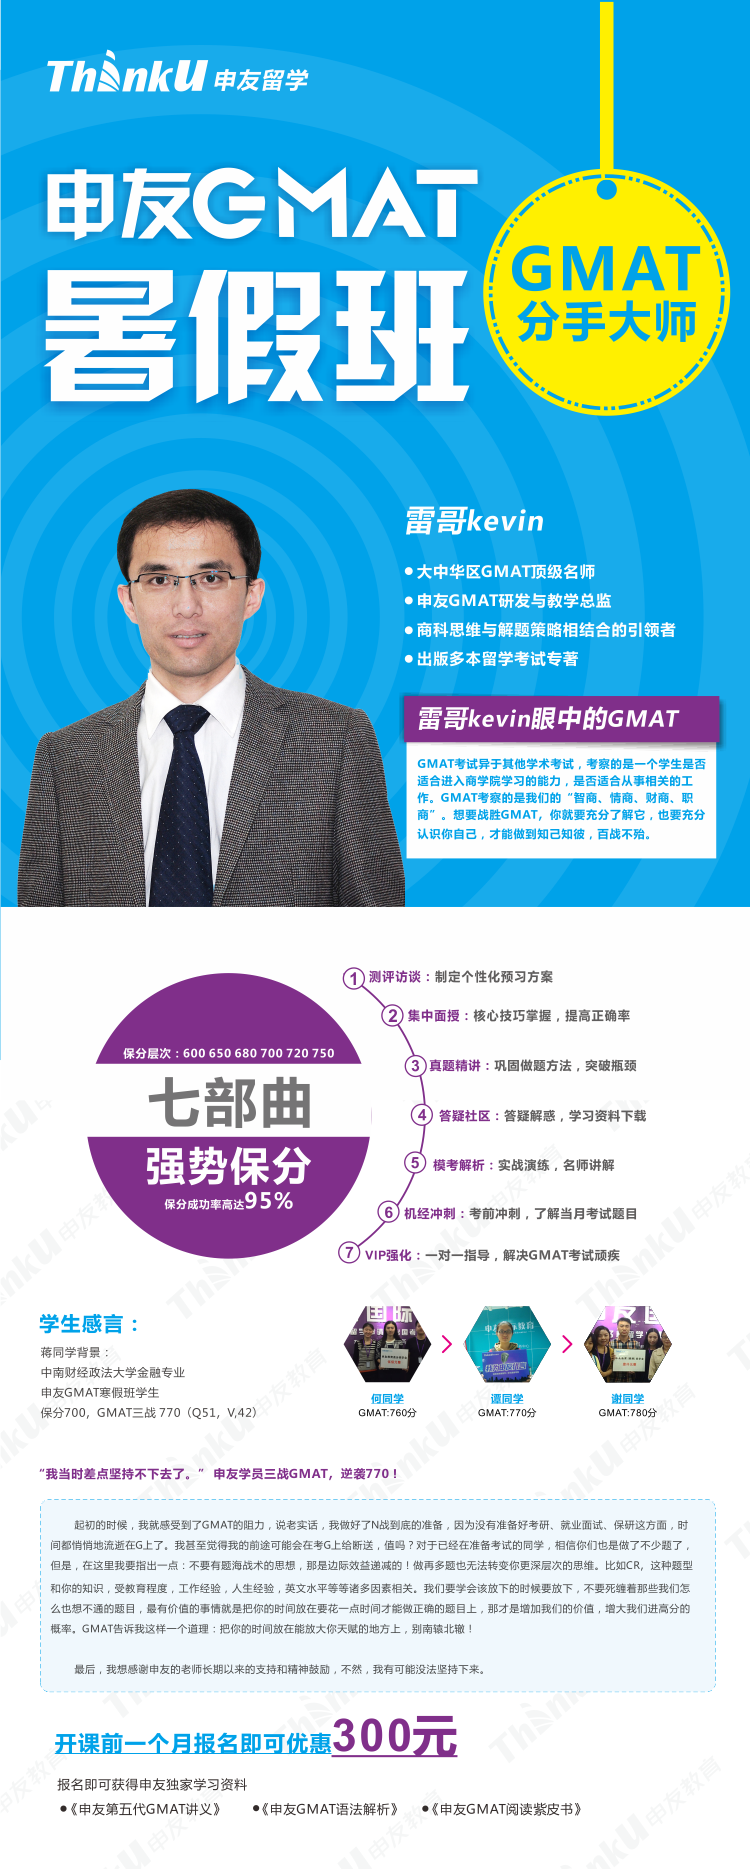 ThinkU 申友留学
申友GMAT
暑假班
GMAT
分手大师
雷哥kevin
●大中华区GMAT顶级名师
●申友GMAT研发与教学总监
●商科思维与解题策略相结合的引领者
●出版多本留学考试专著
雷哥kevin眼中的GMAT
GMAT考试异于其他学术考试，考察的是一个学生是否
适合进入商学院学习的能力，是否适合从事相关的工
作。GMAT考察的是我们的“智商、情商、财商、职
商”。想要战胜GMAT，你就要充分了解它，也要充分
认识你自己，才能做到知己知彼，百战不殆。
保分层次：600 650 680 700 720 750
七部曲
强势保分
保分成功率高达95%
1 测评访谈：制定个性化预习方案
2 集中面授：核心技巧掌握，提高正确率
3 真题精讲：巩固做题方法，突破瓶颈
4 答疑社区：答疑解惑，学习资料下载
5 模考解析：实战演练，名师讲解
6 机经冲刺：考前冲刺，了解当月考试题目
7 VIP强化：一对一指导，解决GMAT考试顽疾
学生感言：
蒋同学背景：
中南财经政法大学金融专业
申友GMAT寒假班学生
保分700，GMAT三战 770（Q51，V,42）
何同学
GMAT:760分
谭同学
GMAT:770分
谢同学
GMAT:780分
“我当时差点坚持不下去了。” 申友学员三战GMAT，逆袭770！
起初的时候，我就感受到了GMAT的阻力，说老实话，我做好了N战到底的准备，因为没有准备好考研、就业面试、保研这方面，时
间都悄悄地流逝在G上了。我甚至觉得我的前途可能会在考G上给断送，值吗？对于已经在准备考试的同学，相信你们也是做了不少题了，
但是，在这里我要指出一点：不要有题海战术的思想，那是边际效益递减的！做再多题也无法转变你更深层次的思维。比如CR，这种题型
和你的知识，受教育程度，工作经验，人生经验，英文水平等等诸多因素相关。我们要学会该放下的时候要放下，不要死缠着那些我们怎
么也想不通的题目，最有价值的事情就是把你的时间放在要花一点时间才能做正确的题目上，那才是增加我们的价值，增大我们进高分的
概率。GMAT告诉我这样一个道理：把你的时间放在能放大你天赋的地方上，别南辕北辙！
最后，我想感谢申友的老师长期以来的支持和精神鼓励，不然，我有可能没法坚持下来。
开课前一个月报名即可优惠300元
报名即可获得申友独家学习资料
●《申友第五代GMAT讲义》 ●《申友GMAT语法解析》 ●《申友GMAT阅读紫皮书》